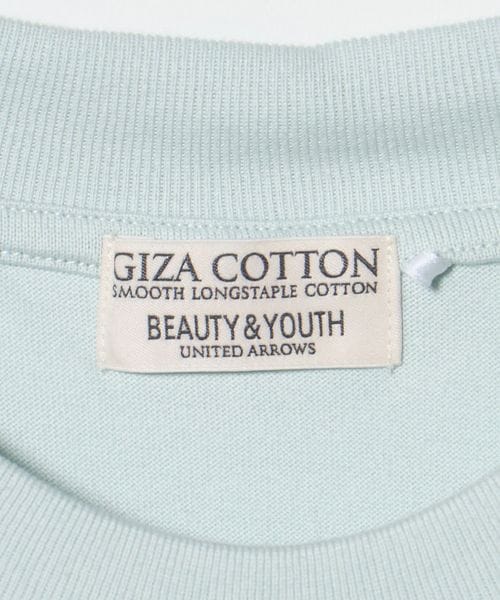 GIZA COTTON
SMOOTH LONGSTAPLE COTTON
BEAUTY & YOUTH
UNITED ARROWS